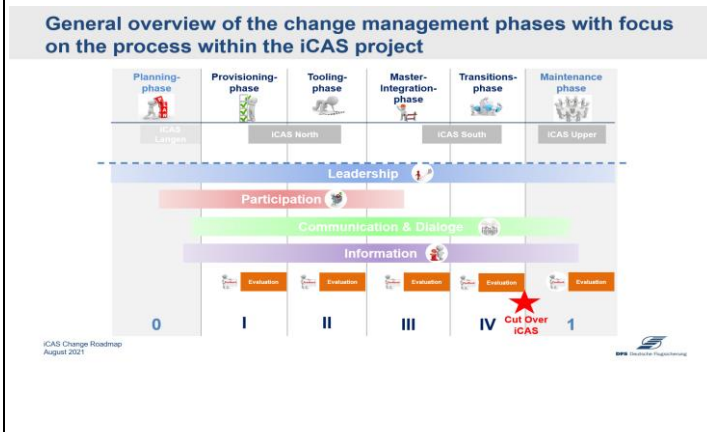 General overview of the change management phases with focus
on the process within the iCAS project
Planning-
phase
Provisioning-
phase
Tooling-
phase
Master-
Integration-
phase
Transitions-
phase
Maintenance
phase
iCAS
Langen
iCAS North
iCAS South
iCAS Upper
Leadership
Participation
Communication & Dialoge
Information
Evaluation
Evaluation
Evaluation
Evaluation
Evaluation
0
I
II
III
IV
Cut Over
iCAS
1
iCAS Change Roadmap
August 2021
DFS Deutsche Flugsicherung